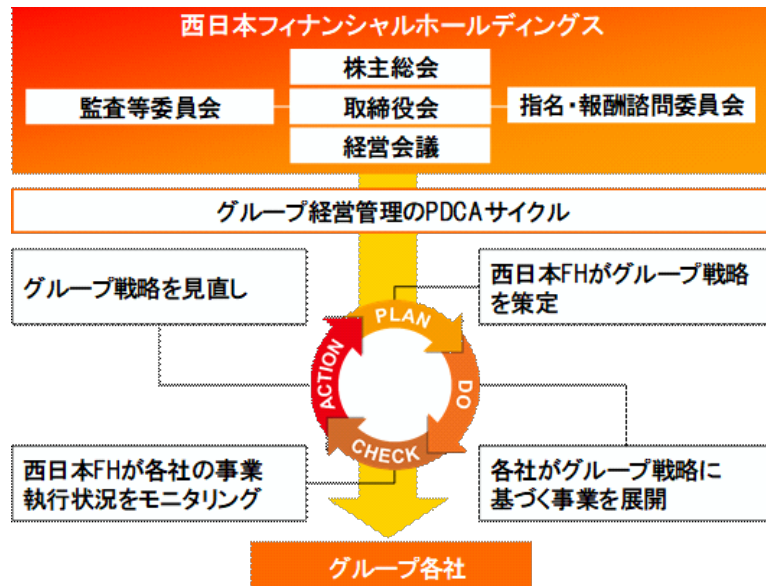 西日本フィナンシャルホールディングス
株主総会
監査等委員会
取締役会
指名・報酬諮問委員会
経営会議
グループ経営管理のPDCAサイクル
グループ戦略を見直し
西日本FHがグループ戦略
を策定
PLAN
DO
CHECK
ACTION
西日本FHが各社の事業
執行状況をモニタリング
各社がグループ戦略に
基づく事業を展開
グループ各社